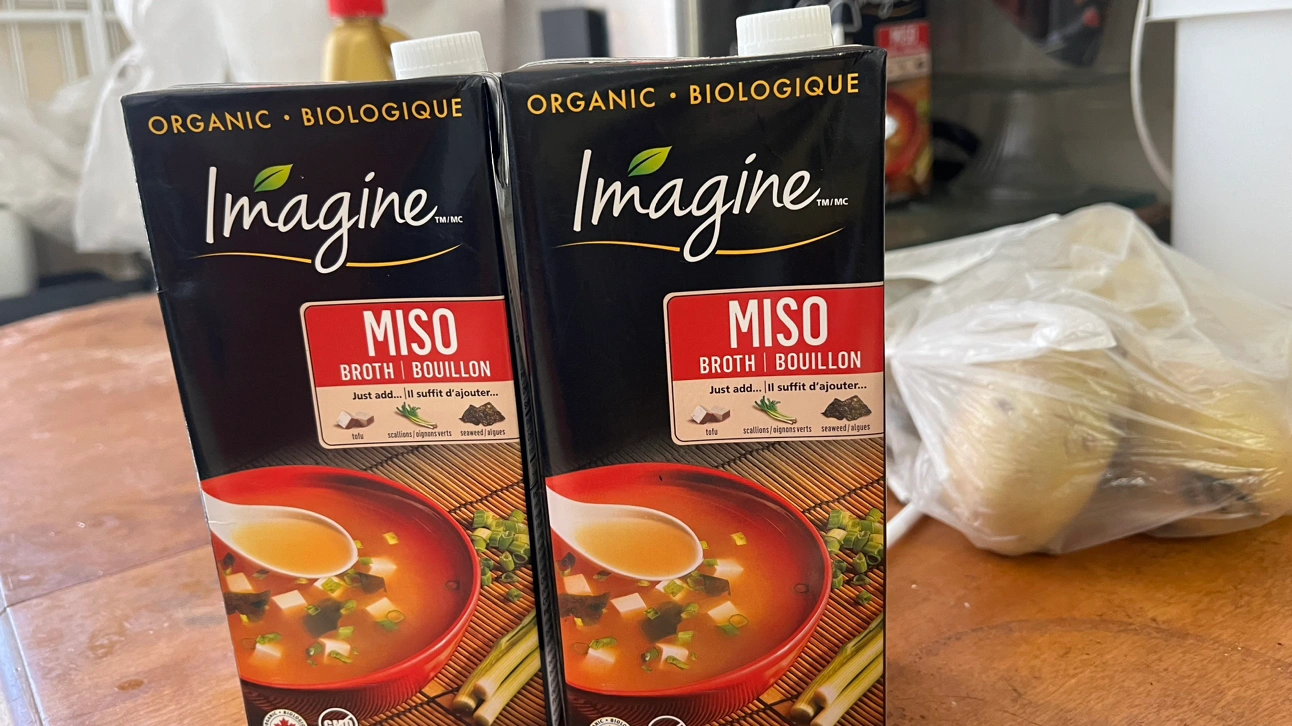 ORGANIC • BIOLOGIQUE
Imagine TM/MC
MISO
BROTH | BOUILLON
Just add... | Il suffit d'ajouter...
tofu
scallions/oignons verts
seaweed/algues
ORGANIC • BIOLOGIQUE
Imagine TM/MC
MISO
BROTH | BOUILLON
Just add... | Il suffit d'ajouter...
tofu
scallions/oignons verts
seaweed/algues
MISO